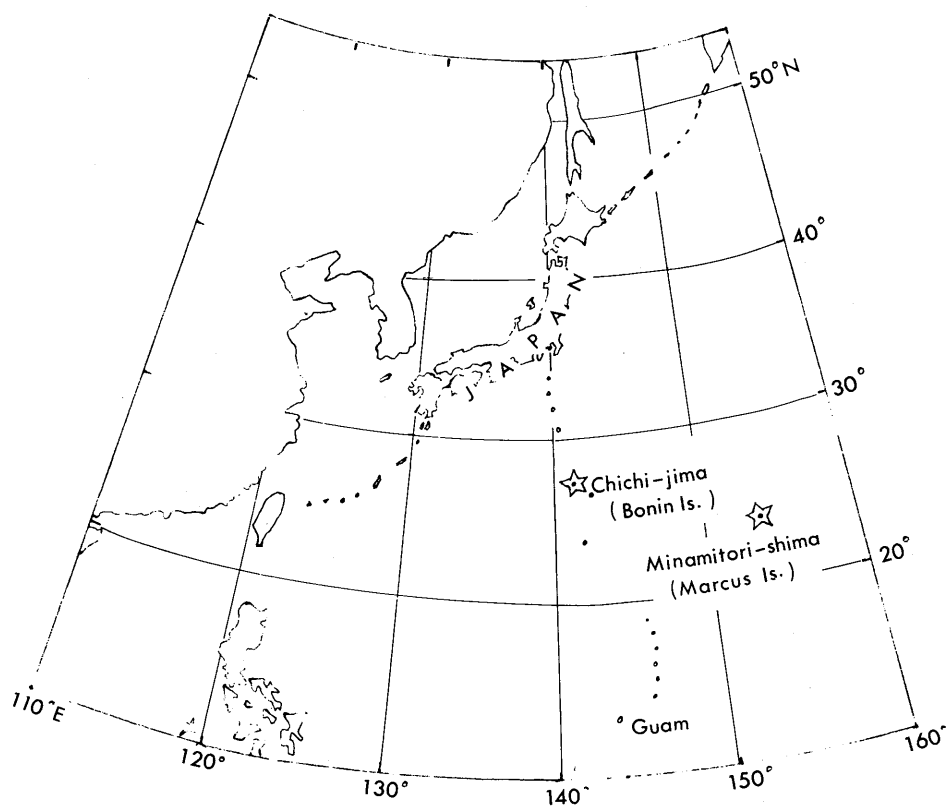 50°N
40°
JAPAN
30°
Chichi-jima
(Bonin Is.)
Minamitori-shima
(Marcus Is.)
20°
Guam
110°E
120°
130°
140°
150°
160°